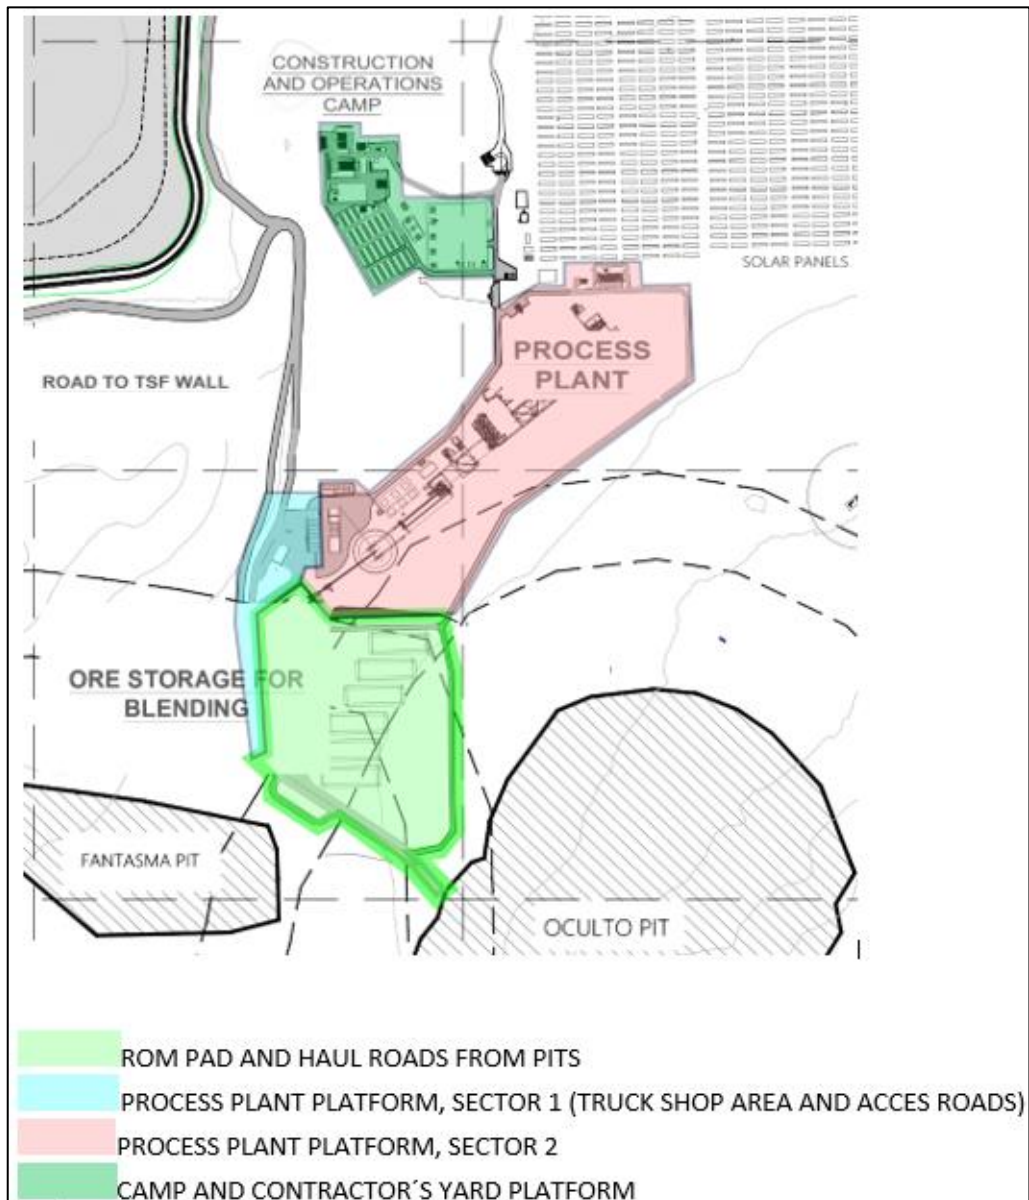 CONSTRUCTION
AND OPERATIONS
CAMP
SOLAR PANELS
PROCESS
PLANT
ROAD TO TSF WALL
ORE STORAGE FOR
BLENDING
FANTASMA PIT
OCULTO PIT
ROM PAD AND HAUL ROADS FROM PITS
PROCESS PLANT PLATFORM, SECTOR 1 (TRUCK SHOP AREA AND ACCES ROADS)
PROCESS PLANT PLATFORM, SECTOR 2
CAMP AND CONTRACTOR´S YARD PLATFORM